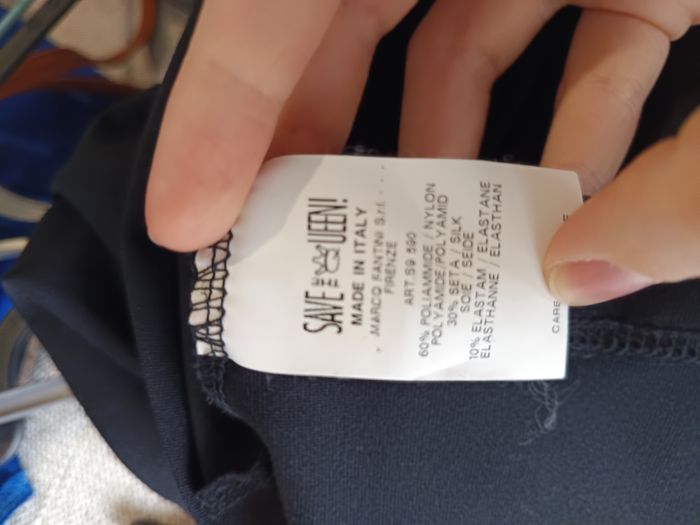 SAVE THE QUEEN!
MADE IN ITALY
MARCO FANTINI S.r.l.
FIRENZE
ART.S9 590
60% POLIAMMIDE / NYLON
POLYAMIDE/POLYAMID
30% SETA / SILK
SOIE / SEIDE
10% ELASTAM / ELASTANE
ELASTHANNE / ELASTHAN
CARE